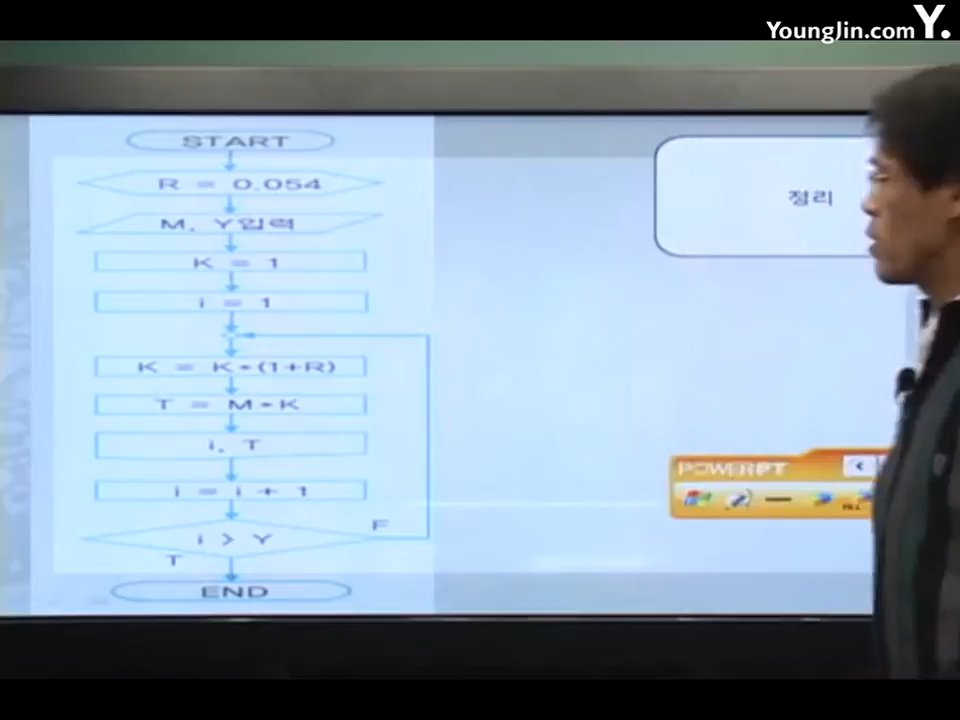 YoungJin.com Y.
START
R = 0.054
M, Y입력
K = 1
i = 1
K = K*(1+R)
T = M*K
i, T
i = i + 1
i > Y
F
T
END
정리
POWERPT